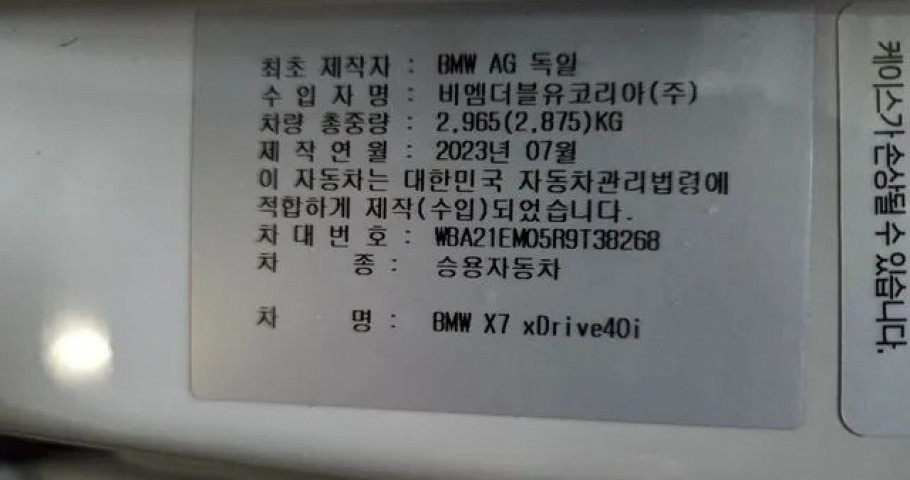 최초 제작자 : BMW AG 독일
수 입 자 명 : 비엠더블유코리아(주)
차량 총중량 : 2,965(2,875)KG
제 작 연 월 : 2023년 07월
이 자동차는 대한민국 자동차관리법령에
적합하게 제작(수입)되었습니다.
차 대 번 호 : WBA21EM05R9T38268
차 종 : 승용자동차
차 명 : BMW X7 xDrive40i
케이스가 손상될 수 있습니다.